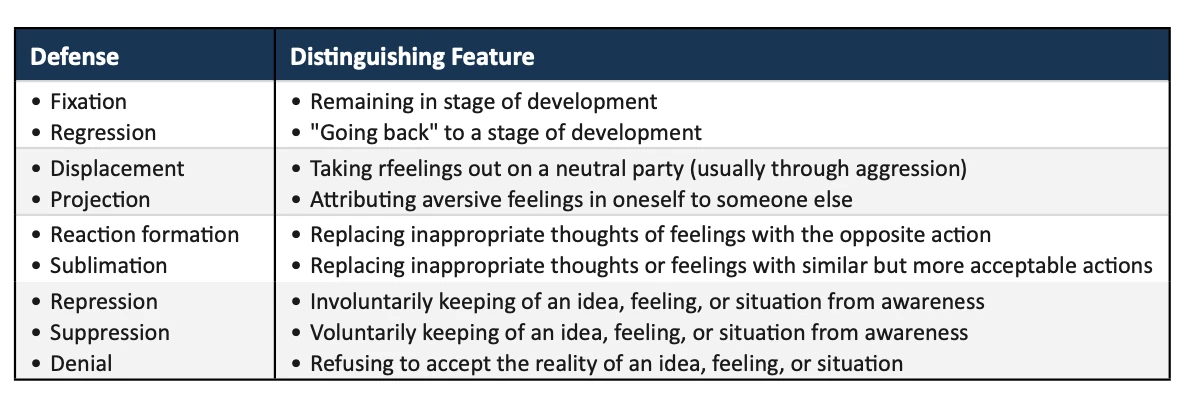 Defense Distinguishing Feature
• Fixation • Remaining in stage of development
• Regression • "Going back" to a stage of development
• Displacement • Taking rfeelings out on a neutral party (usually through aggression)
• Projection • Attributing aversive feelings in oneself to someone else
• Reaction formation • Replacing inappropriate thoughts of feelings with the opposite action
• Sublimation • Replacing inappropriate thoughts or feelings with similar but more acceptable actions
• Repression • Involuntarily keeping of an idea, feeling, or situation from awareness
• Suppression • Voluntarily keeping of an idea, feeling, or situation from awareness
• Denial • Refusing to accept the reality of an idea, feeling, or situation